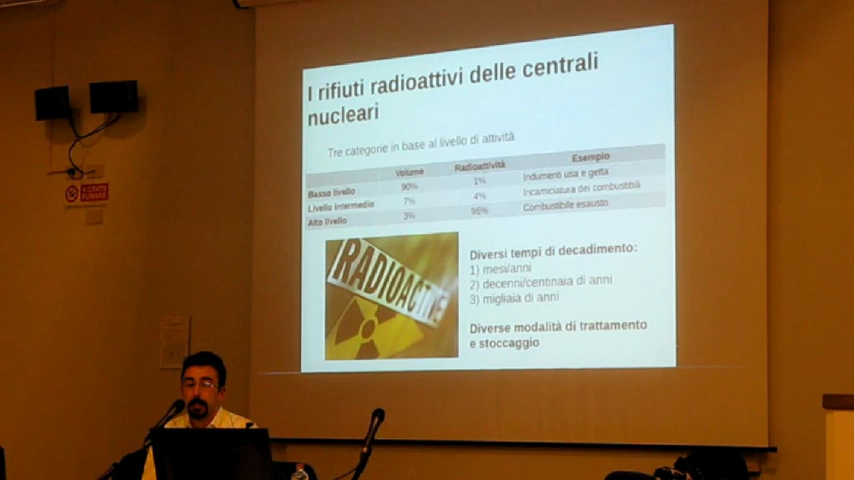 I rifiuti radioattivi delle centrali
nucleari
Tre categorie in base al livello di attività
Volume Radioattività Esempio
Basso livello 90% 1% Indumenti usa e getta
Livello intermedio 7% 4% Incamiciatura dei combustibili
Alto livello 3% 95% Combustibile esausto
RADIOACTIVE
Diversi tempi di decadimento:
1) mesi/anni
2) decenni/centinaia di anni
3) migliaia di anni
Diverse modalità di trattamento
e stoccaggio
VIETATO
FUMARE